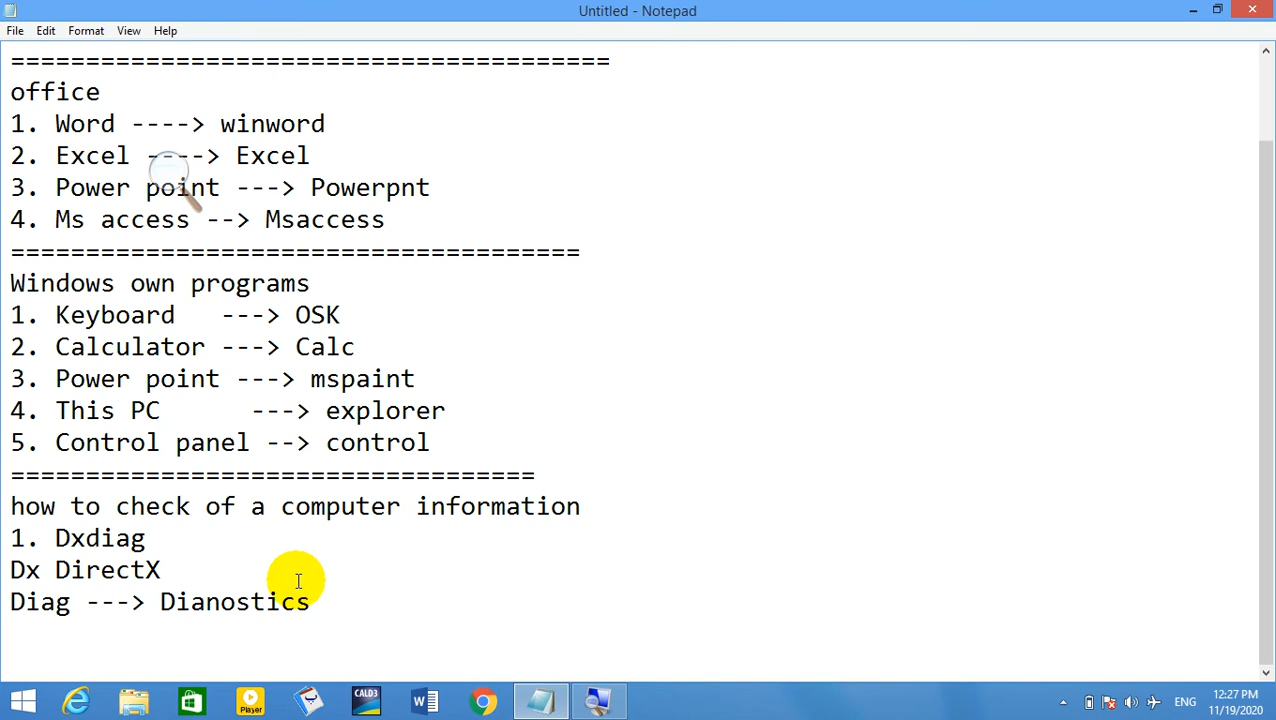 Untitled - Notepad
File Edit Format View Help
========================================
office
1. Word ----> winword
2. Excel ----> Excel
3. Power point ---> Powerpnt
4. Ms access --> Msaccess
======================================
Windows own programs
1. Keyboard   ---> OSK
2. Calculator ---> Calc
3. Power point ---> mspaint
4. This PC      ---> explorer
5. Control panel --> control
===================================
how to check of a computer information
1. Dxdiag
Dx DirectX
Diag ---> Dianostics
Player
CALD3
ENG
12:27 PM
11/19/2020